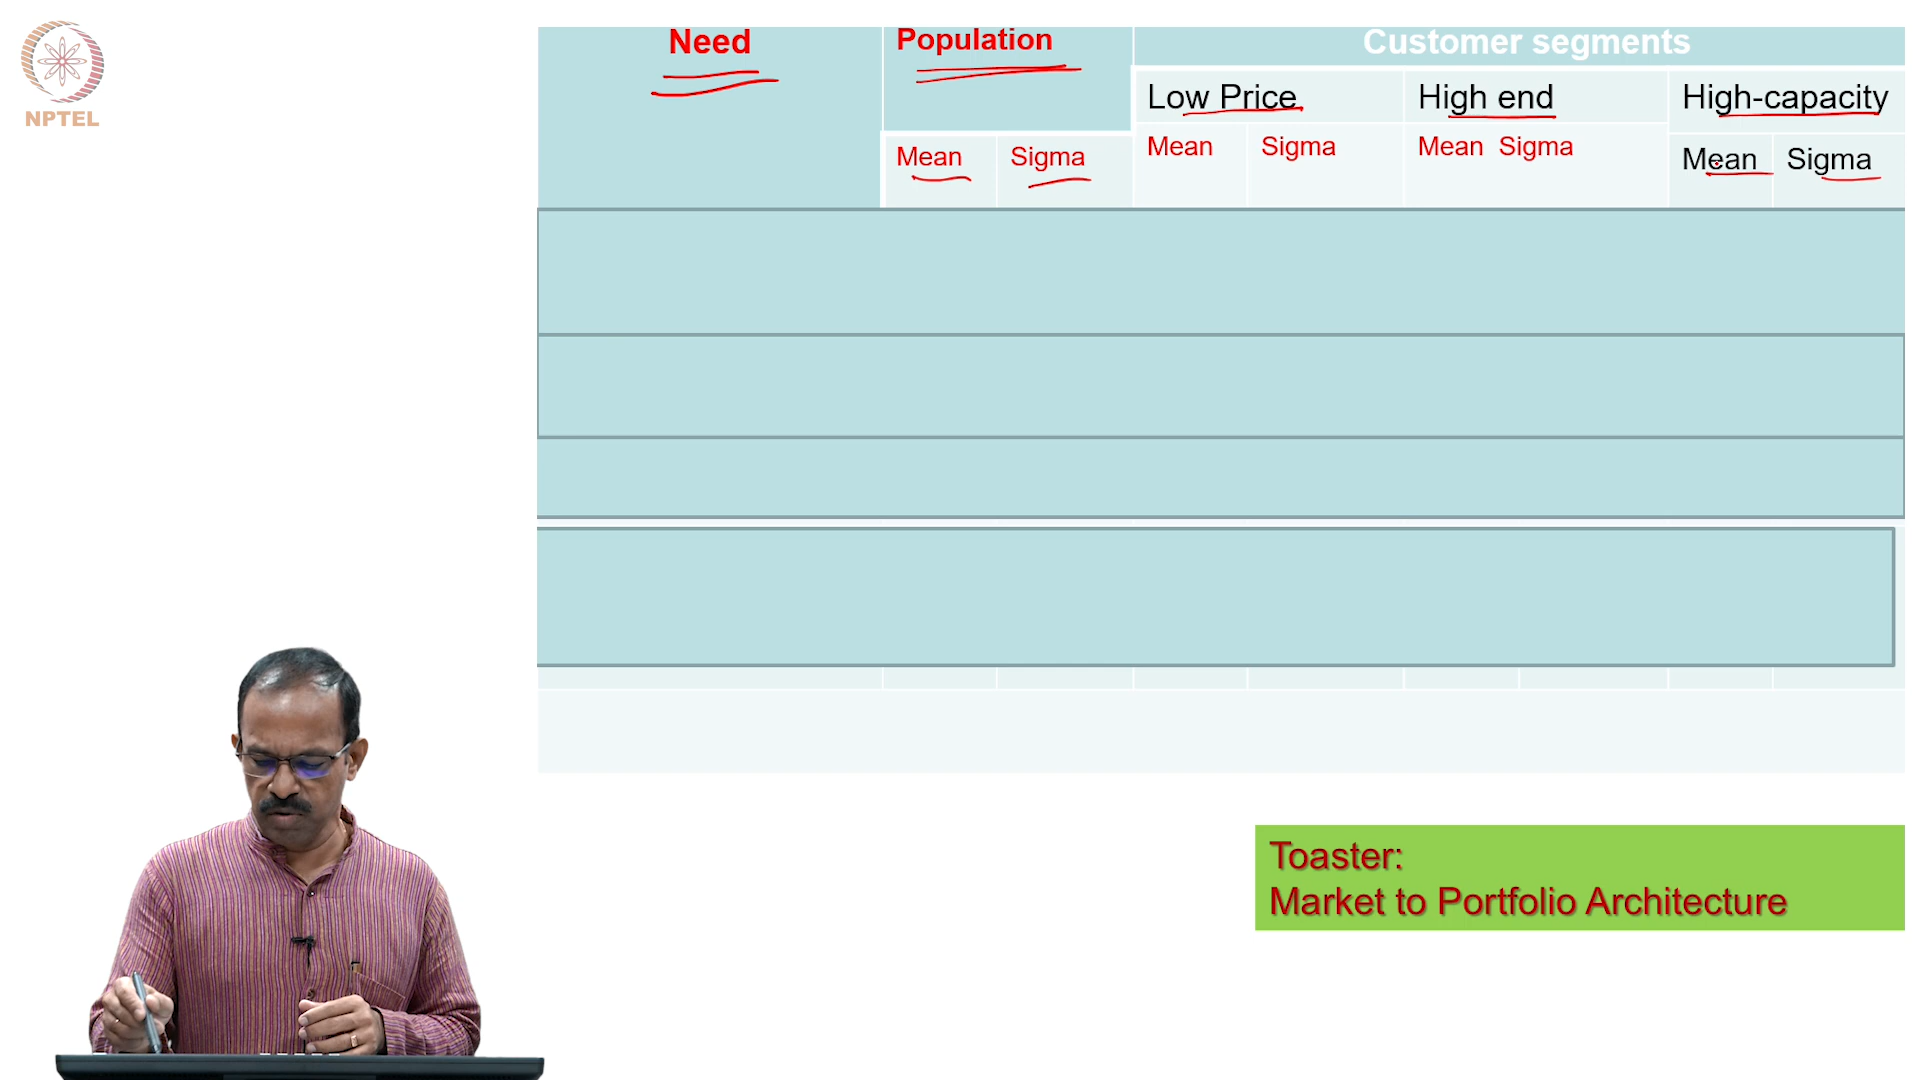 NPTEL
Need
Population
Customer segments
Low Price
High end
High-capacity
Mean
Sigma
Mean
Sigma
Mean Sigma
Mean
Sigma
Toaster:
Market to Portfolio Architecture